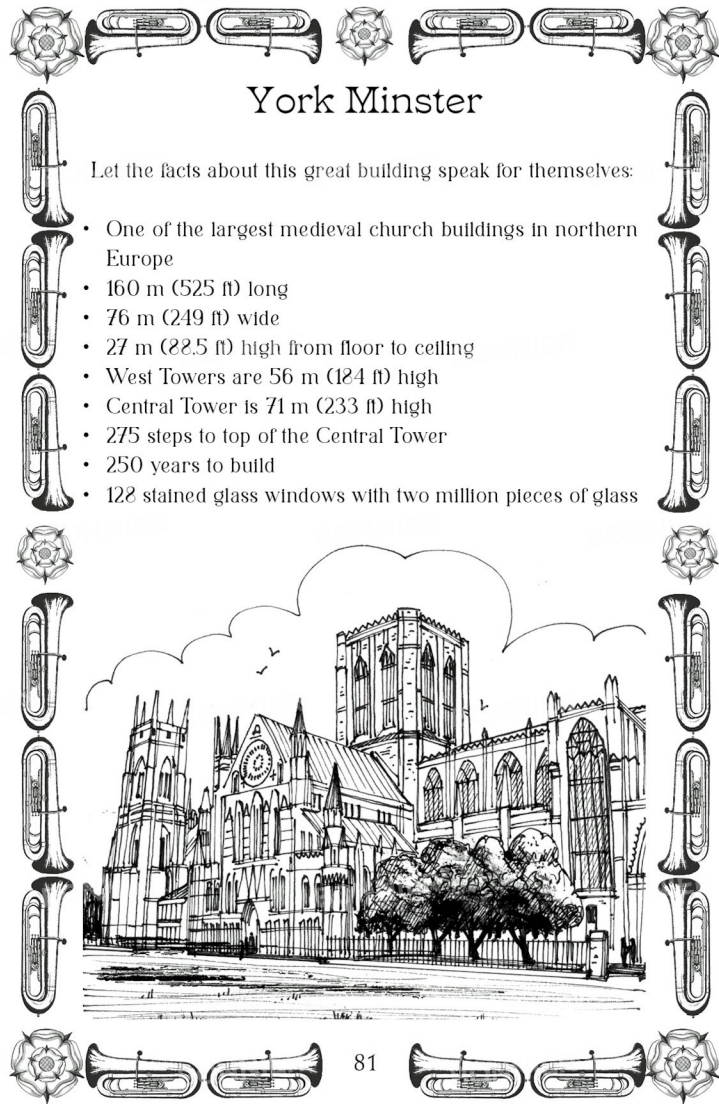 York Minster
Let the facts about this great building speak for themselves:
• One of the largest medieval church buildings in northern
Europe
• 160 m (525 ft) long
• 76 m (249 ft) wide
• 27 m (88.5 ft) high from floor to ceiling
• West Towers are 56 m (184 ft) high
• Central Tower is 71 m (233 ft) high
• 275 steps to top of the Central Tower
• 250 years to build
• 128 stained glass windows with two million pieces of glass
81